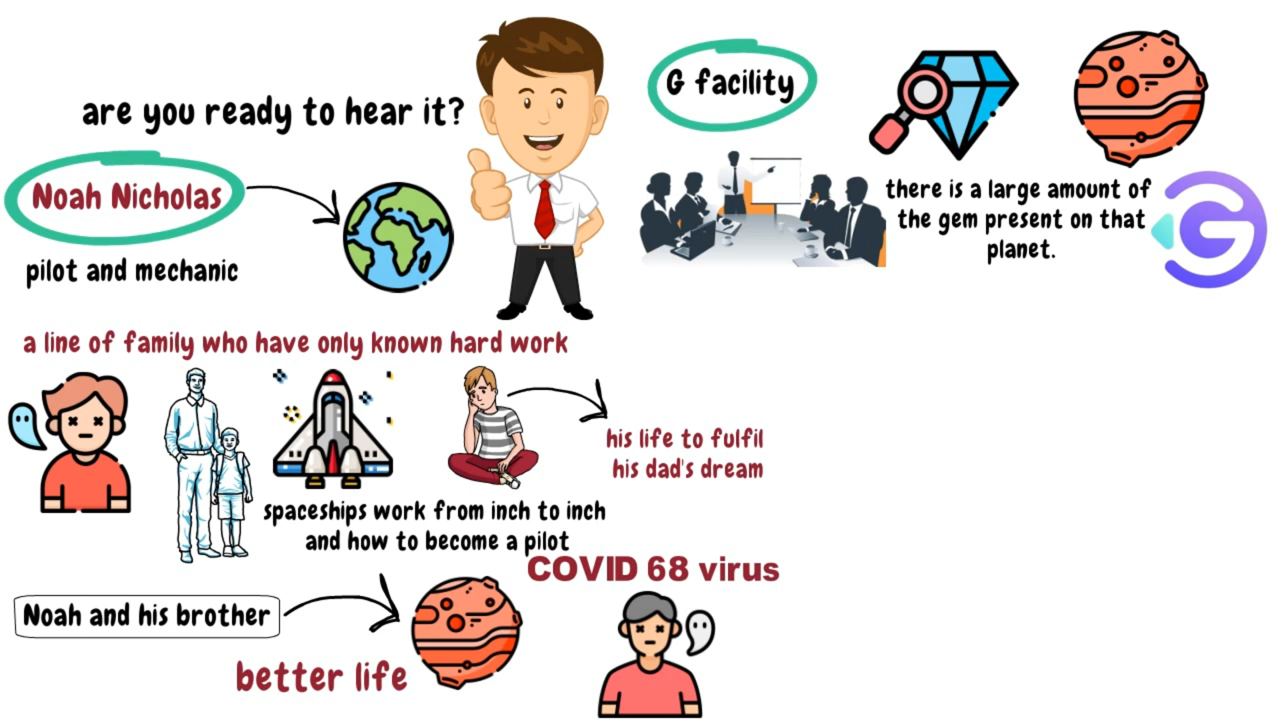 are you ready to hear it?
Noah Nicholas
pilot and mechanic
a line of family who have only known hard work
his life to fulfil
his dad's dream
spaceships work from inch to inch
and how to become a pilot
COVID 68 virus
Noah and his brother
better life
G facility
there is a large amount of
the gem present on that
planet.
G